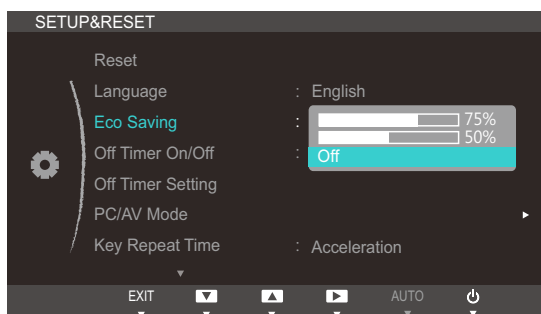 SETUP&RESET
Reset
Language : English
Eco Saving : 75%
50%
Off Timer On/Off : Off
Off Timer Setting
PC/AV Mode
Key Repeat Time : Acceleration
EXIT AUTO